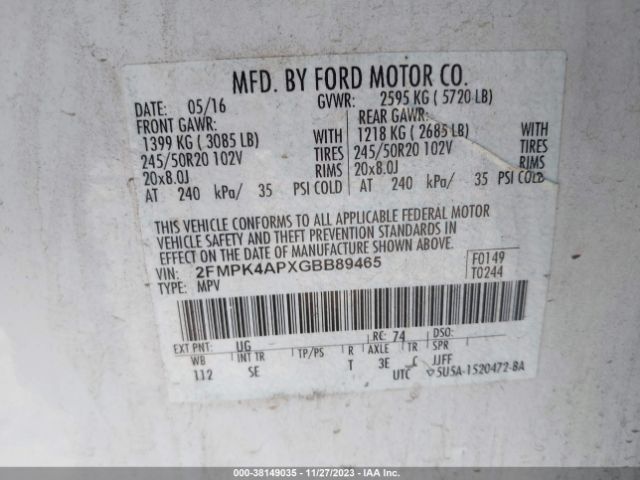 MFD. BY FORD MOTOR CO.
DATE: 05/16 GVWR: 2595 KG ( 5720 LB)
FRONT GAWR: REAR GAWR:
1399 KG ( 3085 LB) WITH 1218 KG ( 2685 LB) WITH
245/50R20 102V TIRES 245/50R20 102V TIRES
20x8.0J RIMS 20x8.0J RIMS
AT 240 kPa/ 35 PSI COLD AT 240 kPa/ 35 PSI COLD
THIS VEHICLE CONFORMS TO ALL APPLICABLE FEDERAL MOTOR
VEHICLE SAFETY AND THEFT PREVENTION STANDARDS IN
EFFECT ON THE DATE OF MANUFACTURE SHOWN ABOVE.
VIN: 2FMPK4APXGBB89465 F0149
TYPE: MPV T0244
EXT PNT: UG RC: 74 DSO:
WB INT TR TP/PS R AXLE TR SPR
112 SE T 3E JJFF
UTC 5USA-1520472-BA
000-38149035 - 11/27/2023 - IAA Inc.